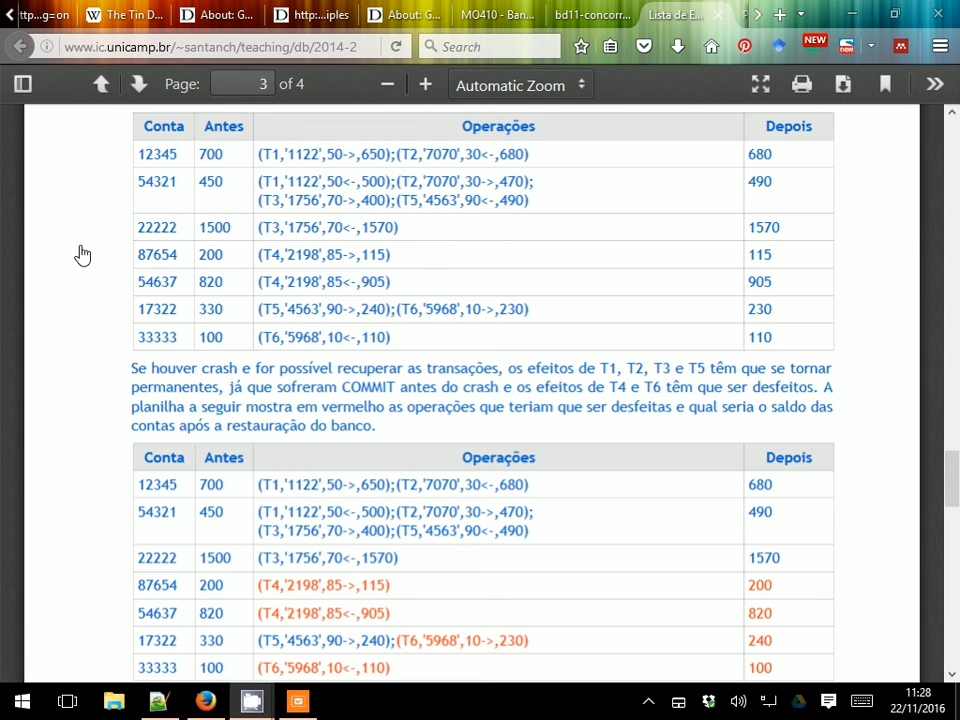 ttp...g=on
The Tin D...
About: G...
http:...iples
About: G...
MO410 - Ban...
bd11-concorr...
Lista de E...
www.ic.unicamp.br/~santanch/teaching/db/2014-2
Search
NEW
NEW
Page: 3 of 4
Automatic Zoom
Conta Antes Operações Depois
12345 700 (T1,'1122',50->,650);(T2,'7070',30<-,680) 680
54321 450 (T1,'1122',50<-,500);(T2,'7070',30->,470); 490
(T3,'1756',70->,400);(T5,'4563',90<-,490)
22222 1500 (T3,'1756',70<-,1570) 1570
87654 200 (T4,'2198',85->,115) 115
54637 820 (T4,'2198',85<-,905) 905
17322 330 (T5,'4563',90->,240);(T6,'5968',10->,230) 230
33333 100 (T6,'5968',10<-,110) 110
Se houver crash e for possível recuperar as transações, os efeitos de T1, T2, T3 e T5 têm que se tornar
permanentes, já que sofreram COMMIT antes do crash e os efeitos de T4 e T6 têm que ser desfeitos. A
planilha a seguir mostra em vermelho as operações que teriam que ser desfeitas e qual seria o saldo das
contas após a restauração do banco.
Conta Antes Operações Depois
12345 700 (T1,'1122',50->,650);(T2,'7070',30<-,680) 680
54321 450 (T1,'1122',50<-,500);(T2,'7070',30->,470); 490
(T3,'1756',70->,400);(T5,'4563',90<-,490)
22222 1500 (T3,'1756',70<-,1570) 1570
87654 200 (T4,'2198',85->,115) 200
54637 820 (T4,'2198',85<-,905) 820
17322 330 (T5,'4563',90->,240);(T6,'5968',10->,230) 240
33333 100 (T6,'5968',10<-,110) 100
11:28
22/11/2016